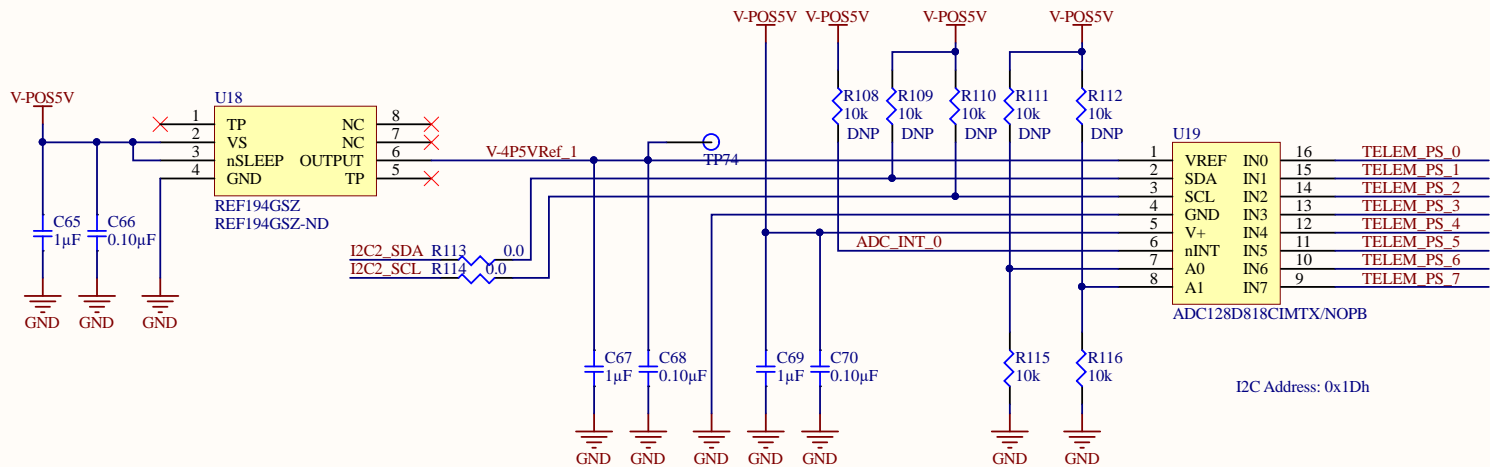 V-POS5V
V-POS5V
V-POS5V
V-POS5V
V-POS5V
U18
1 TP NC 8
2 VS NC 7
3 nSLEEP OUTPUT 6
4 GND TP 5
REF194GSZ
REF194GSZ-ND
C65
1µF
C66
0.10µF
GND
GND
GND
V-4P5VRef_1
TP74
I2C2_SDA R113 0.0
I2C2_SCL R114 0.0
R108
10k
R109
10k
DNP
R110
10k
DNP
R111
10k
DNP
R112
10k
DNP
ADC_INT_0
U19
1 VREF IN0 16 TELEM_PS_0
2 SDA IN1 15 TELEM_PS_1
3 SCL IN2 14 TELEM_PS_2
4 GND IN3 13 TELEM_PS_3
5 V+ IN4 12 TELEM_PS_4
6 nINT IN5 11 TELEM_PS_5
7 A0 IN6 10 TELEM_PS_6
8 A1 IN7 9 TELEM_PS_7
ADC128D818CIMTX/NOPB
C67
1µF
C68
0.10µF
C69
1µF
C70
0.10µF
R115
10k
R116
10k
I2C Address: 0x1Dh
GND
GND
GND
GND
GND
GND
GND